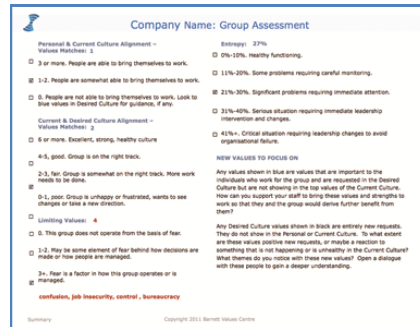 Company Name: Group Assessment
Personal & Current Culture Alignment –
Values Matches: 1
3 or more. People are able to bring themselves to work.
1-2. People are somewhat able to bring themselves to work.
0. People are not able to bring themselves to work. Look to
blue values in Desired Culture for guidance, if any.
Current & Desired Culture Alignment –
Values Matches: 2
6 or more. Excellent, strong, healthy culture
4-5, good. Group is on the right track.
2-3, fair. Group is somewhat on the right track. More work
needs to be done.
0-1, poor. Group is unhappy or frustrated, wants to see
changes or take a new direction.
Limiting Values: 4
0. This group does not operate from the basis of fear.
1-2. May be some element of fear behind how decisions are
made or how people are managed.
3+. Fear is a factor in how this group operates or is
managed.
confusion, job insecurity, control , bureaucracy
Entropy: 27%
0%-10%. Healthy functioning.
11%-20%. Some problems requiring careful monitoring.
21%-30%. Significant problems requiring immediate attention.
31%-40%. Serious situation requiring immediate leadership
intervention and changes.
41%+. Critical situation requiring leadership changes to avoid
organisational failure.
NEW VALUES TO FOCUS ON
Any values shown in blue are values that are important to the
individuals who work for the group and are requested in the Desired
Culture but are not showing in the top values of the Current Culture.
How can you support your staff to bring these values and strengths to
work so that they and the group would derive further benefit from
them?
Any Desired Culture values shown in black are entirely new requests.
They do not show in the Personal or Current Culture. To what extent
are these values positive new requests, or maybe a reaction to
something that is not happening or is unhealthy in the Current Culture?
What themes do you notice with these new values? Open a dialogue
with these people to gain a deeper understanding.
Summary
Copyright 2011 Barrett Values Centre